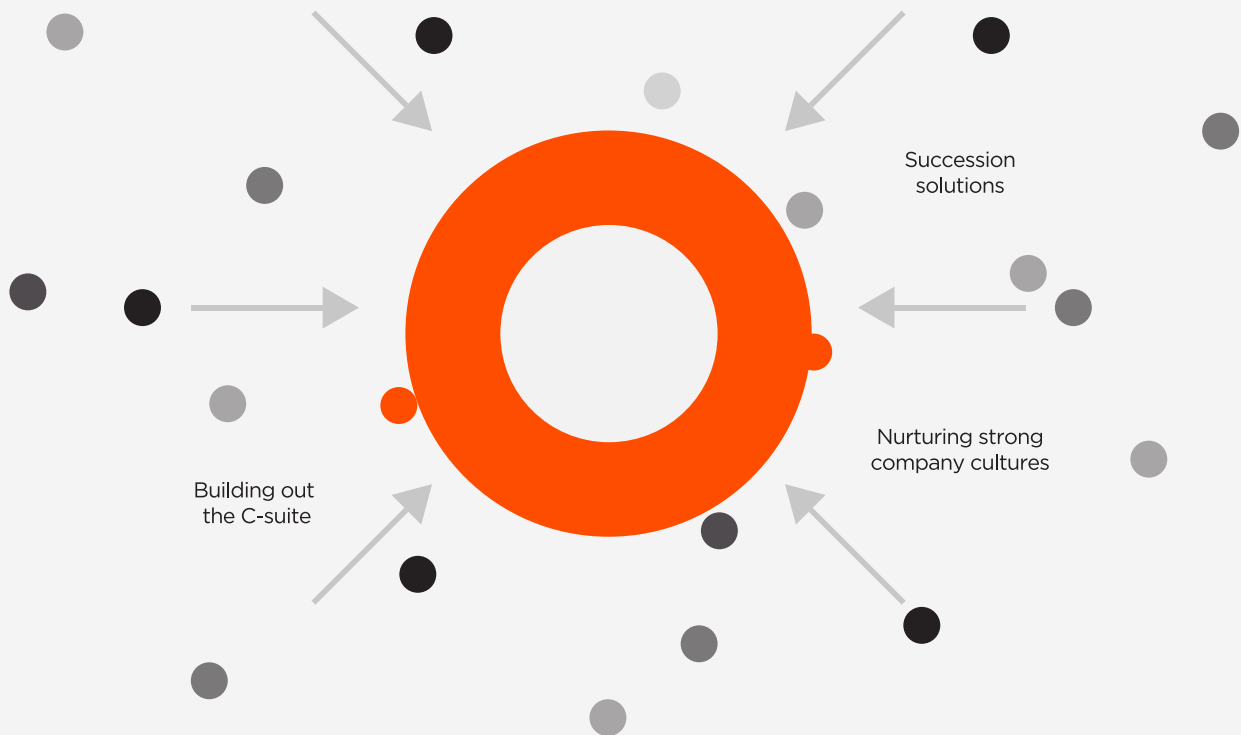 Succession
solutions
Nurturing strong
company cultures
Building out
the C-suite